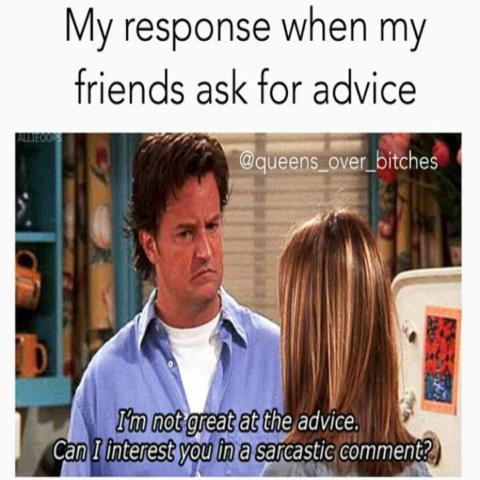 My response when my
friends ask for advice
ALLIEOOPS
@queens_over_bitches
I'm not great at the advice.
Can I interest you in a sarcastic comment?